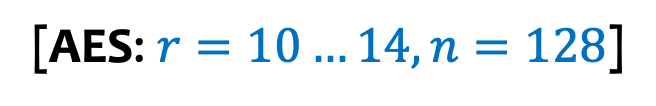 [AES: r = 10 … 14, n = 128]